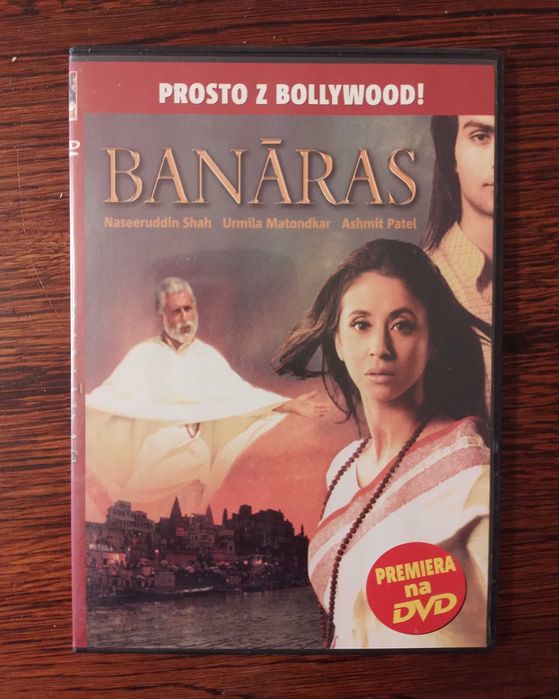 PROSTO Z BOLLYWOOD!
BANĀRAS
Naseeruddin Shah Urmila Matondkar Ashmit Patel
PREMIERA
na
DVD